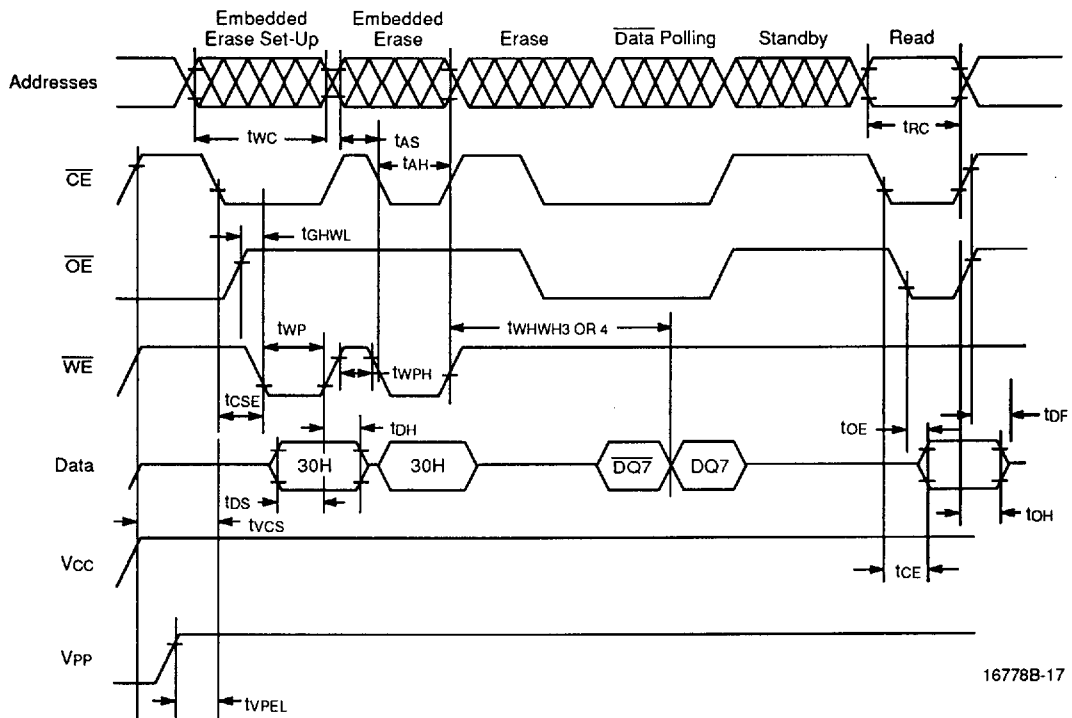 Embedded
Erase Set-Up
Embedded
Erase
Erase
Data Polling
Standby
Read
Addresses
tWC
tAS
tRC
tAH
CE
tGHWL
OE
tWP
tWHWH3 OR 4
WE
tWPH
tCSE
tDH
tOE
tDF
Data
30H
30H
DQ7
DQ7
tDS
tVCS
tOH
VCC
tCE
VPP
16778B-17
tVPEL